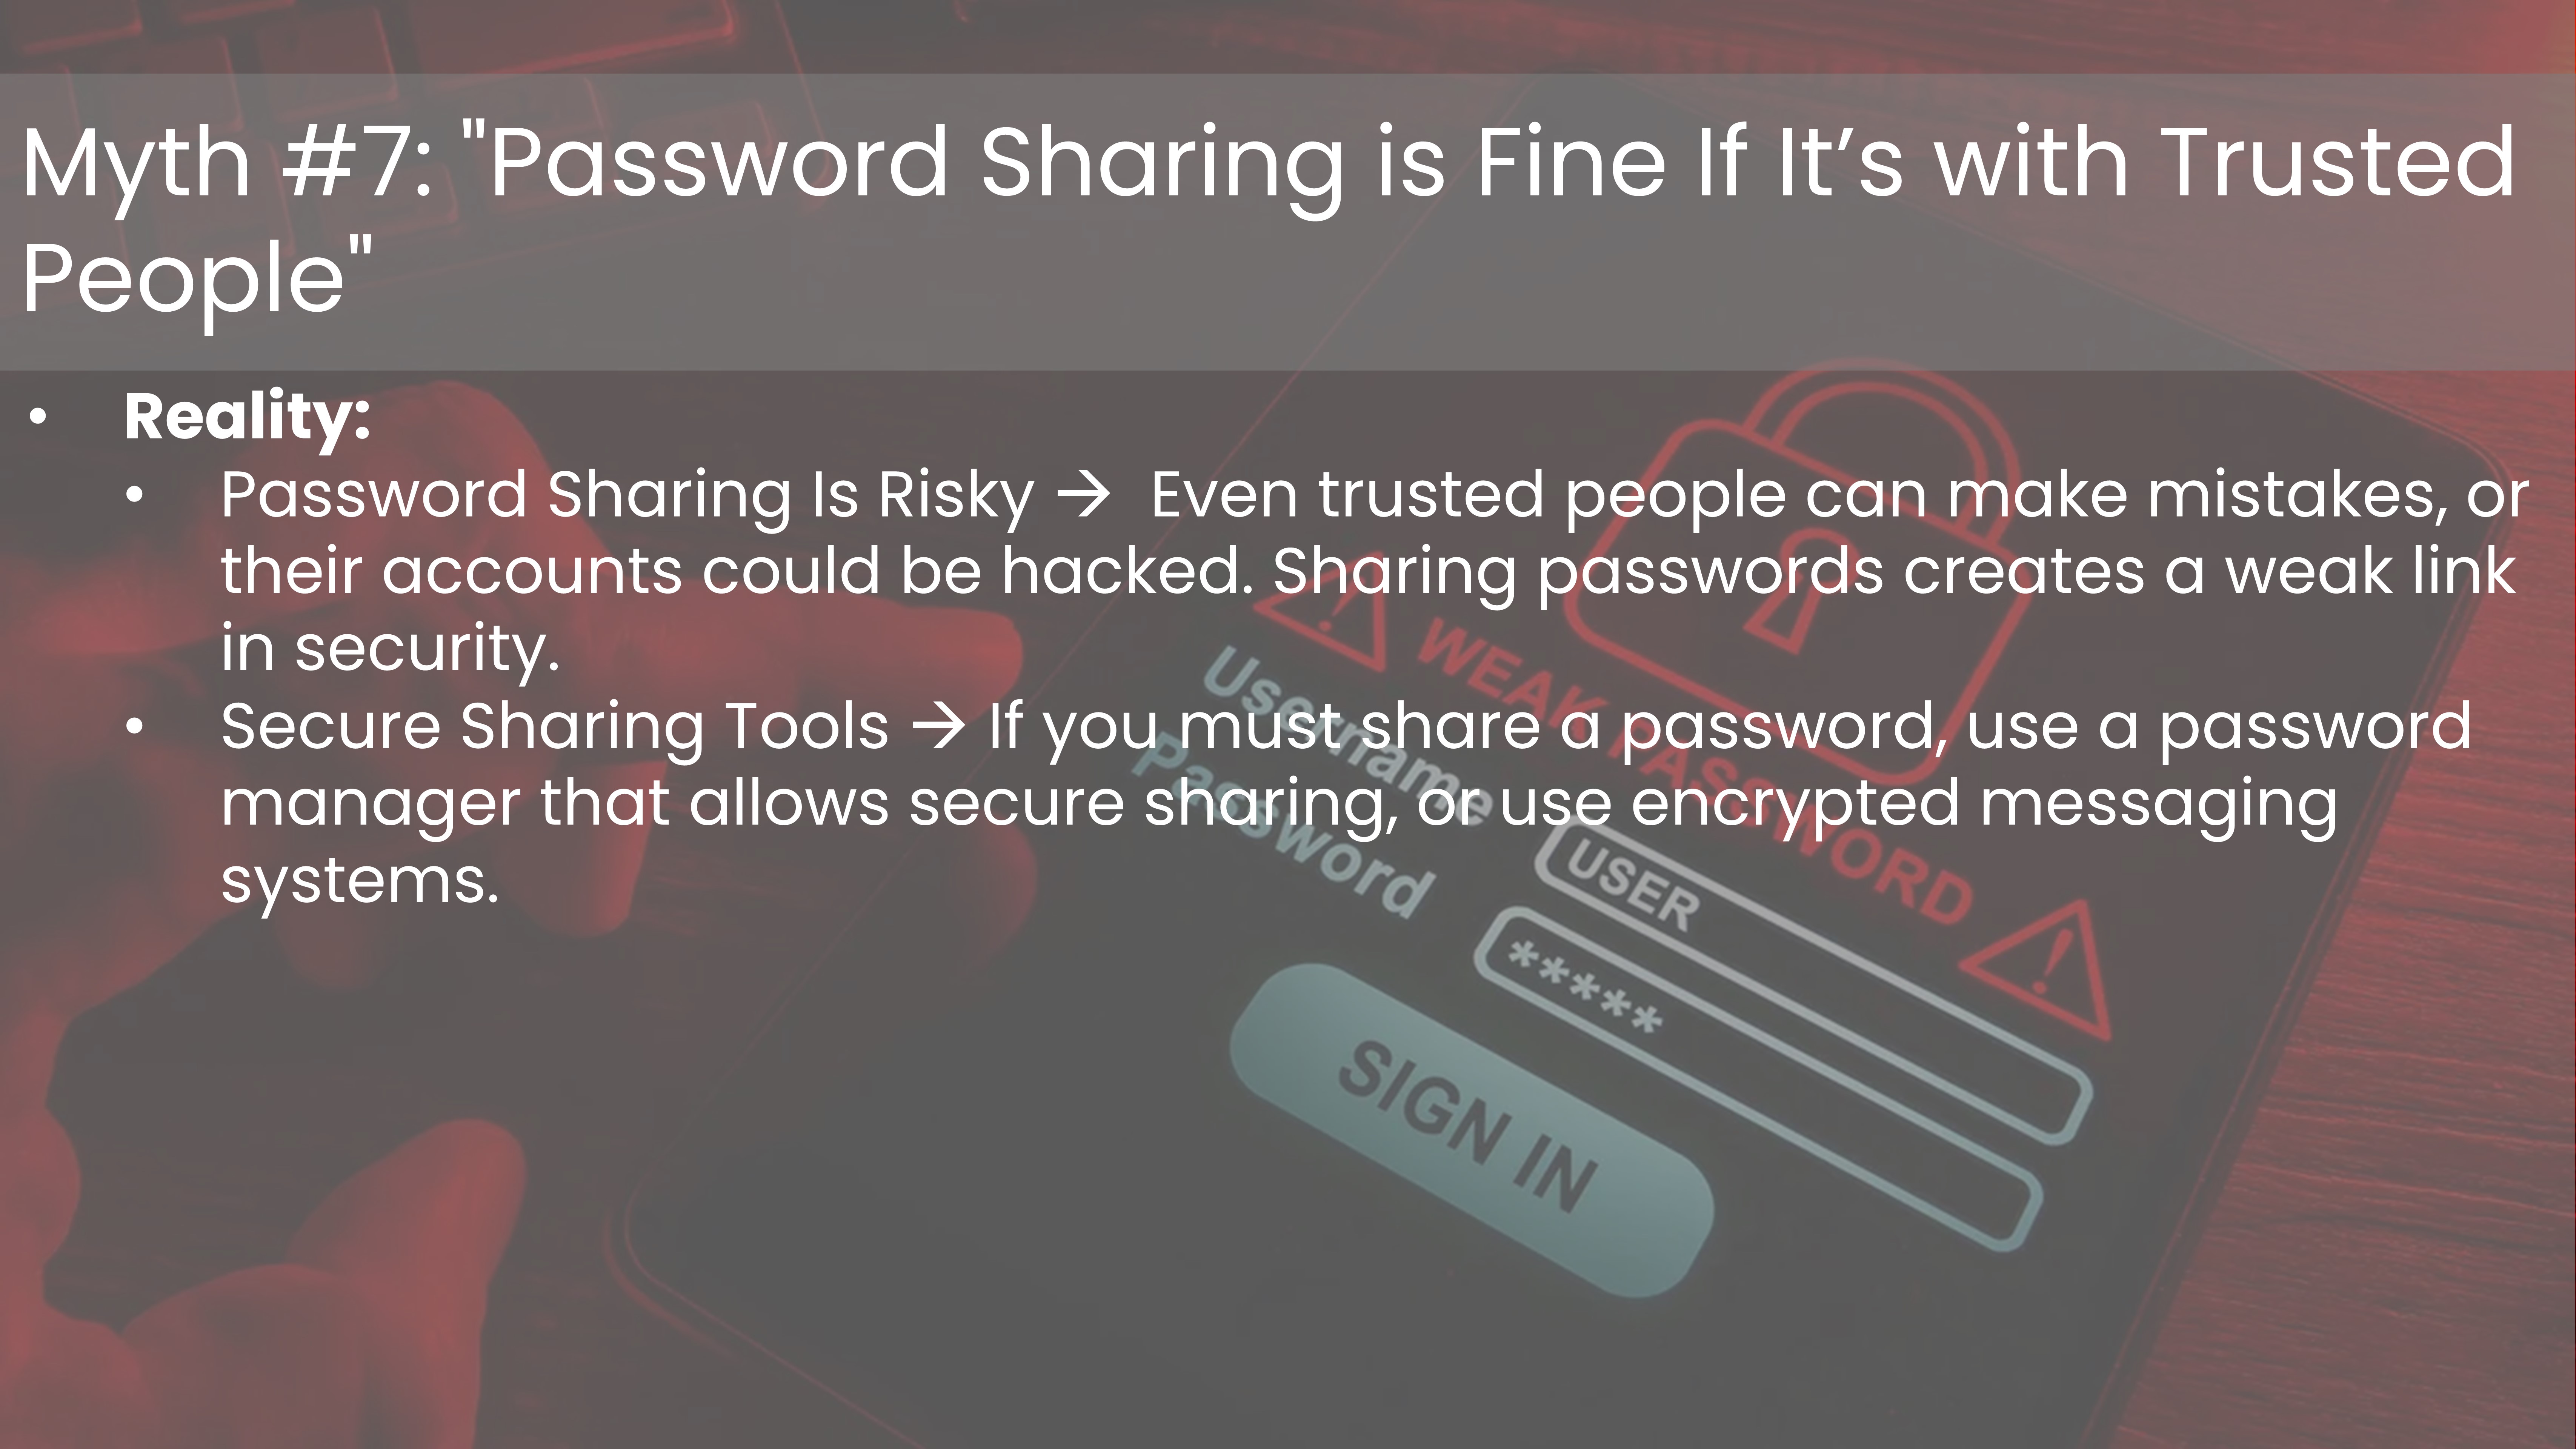 Myth #7: "Password Sharing is Fine If It’s with Trusted
People"
• Reality:
• Password Sharing Is Risky → Even trusted people can make mistakes, or
their accounts could be hacked. Sharing passwords creates a weak link
in security.
• Secure Sharing Tools → If you must share a password, use a password
manager that allows secure sharing, or use encrypted messaging
systems.
WEAK PASSWORD
Username
USER
Password
*****
SIGN IN